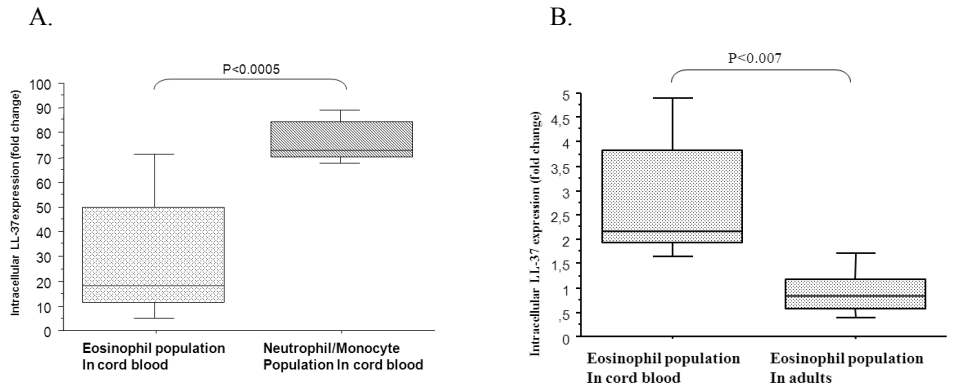 A.
P<0.0005
Intracellular LL-37expression (fold change)
100
90
80
70
60
50
40
30
20
10
0
Eosinophil population
In cord blood
Neutrophil/Monocyte
Population In cord blood
B.
P<0.007
Intracellular LL-37 expression (fold change)
5
4,5
4
3,5
3
2,5
2
1,5
1
,5
0
Eosinophil population
In cord blood
Eosinophil population
In adults